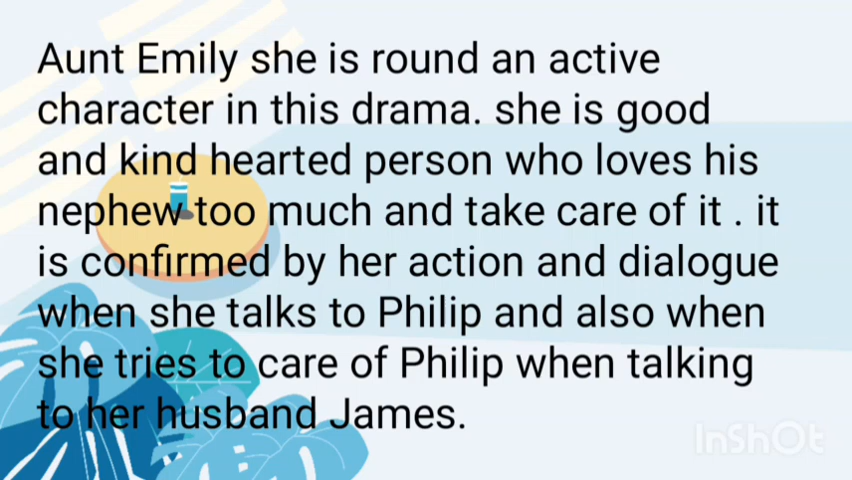 Aunt Emily she is round an active
character in this drama. she is good
and kind hearted person who loves his
nephew too much and take care of it . it
is confirmed by her action and dialogue
when she talks to Philip and also when
she tries to care of Philip when talking
to her husband James.
InShOt